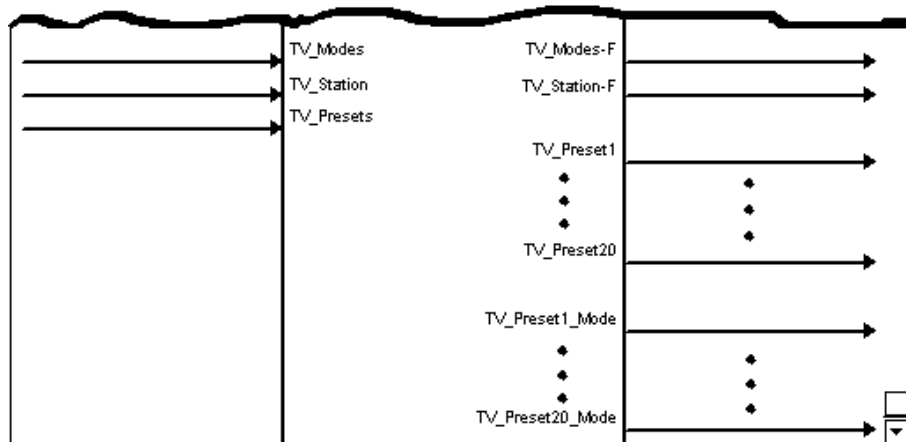 TV_Modes
TV_Station
TV_Presets
TV_Modes-F
TV_Station-F
TV_Preset1
TV_Preset20
TV_Preset1_Mode
TV_Preset20_Mode